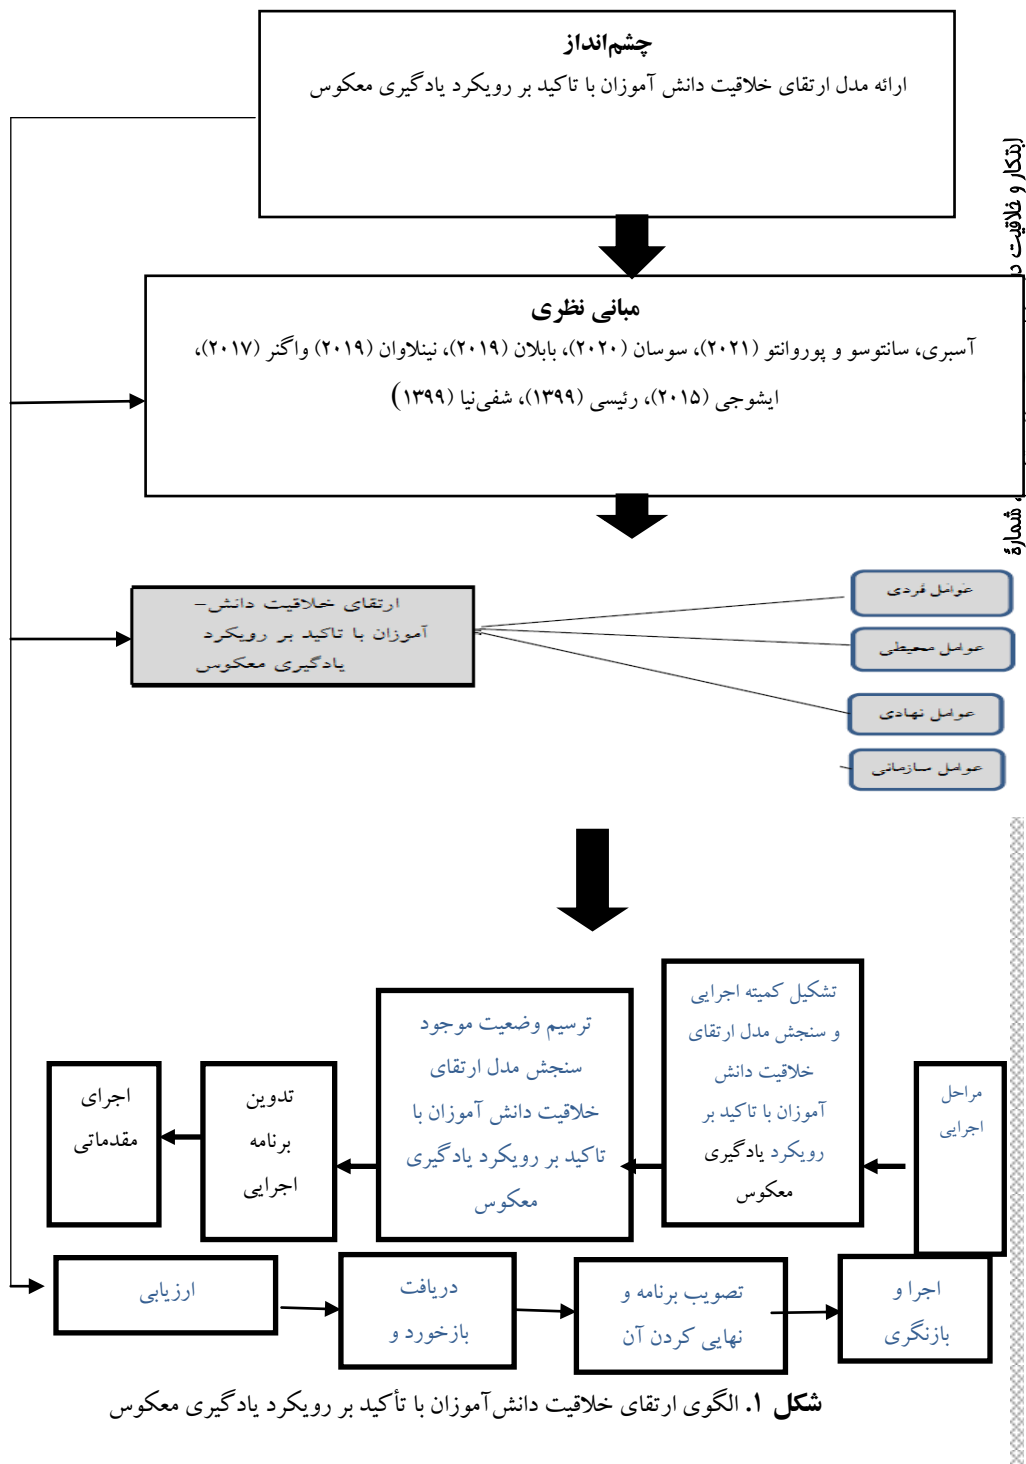 چشم‌انداز
ارائه مدل ارتقای خلاقیت دانش آموزان با تاکید بر رویکرد یادگیری معکوس
ابتکار و خلاقیت د
مبانی نظری
آسبری، سانتوسو و پوروانتو (۲۰۲۱)، سوسان (۲۰۲۰)، بابلان (۲۰۱۹)، نینلاوان (۲۰۱۹) واگنر (۲۰۱۷)،
ایشوجی (۲۰۱۵)، رئیسی (۱۳۹۹)، شفی‌نیا (۱۳۹۹)
، شمارۀ
ارتقای خلاقیت دانش–
آموزان با تاکید بر رویکرد
یادگیری معکوس
عوامل فردی
عوامل محیطی
عوامل نهادی
عوامل سازمانی
مراحل
اجرایی
تشکیل کمیته اجرایی
و سنجش مدل ارتقای
خلاقیت دانش
آموزان با تاکید بر
رویکرد یادگیری
معکوس
ترسیم وضعیت موجود
سنجش مدل ارتقای
خلاقیت دانش آموزان با
تاکید بر رویکرد یادگیری
معکوس
تدوین
برنامه
اجرایی
اجرای
مقدماتی
ارزیابی
دریافت
بازخورد و
تصویب برنامه و
نهایی کردن آن
اجرا و
بازنگری
شکل ۱. الگوی ارتقای خلاقیت دانش‌آموزان با تأکید بر رویکرد یادگیری معکوس